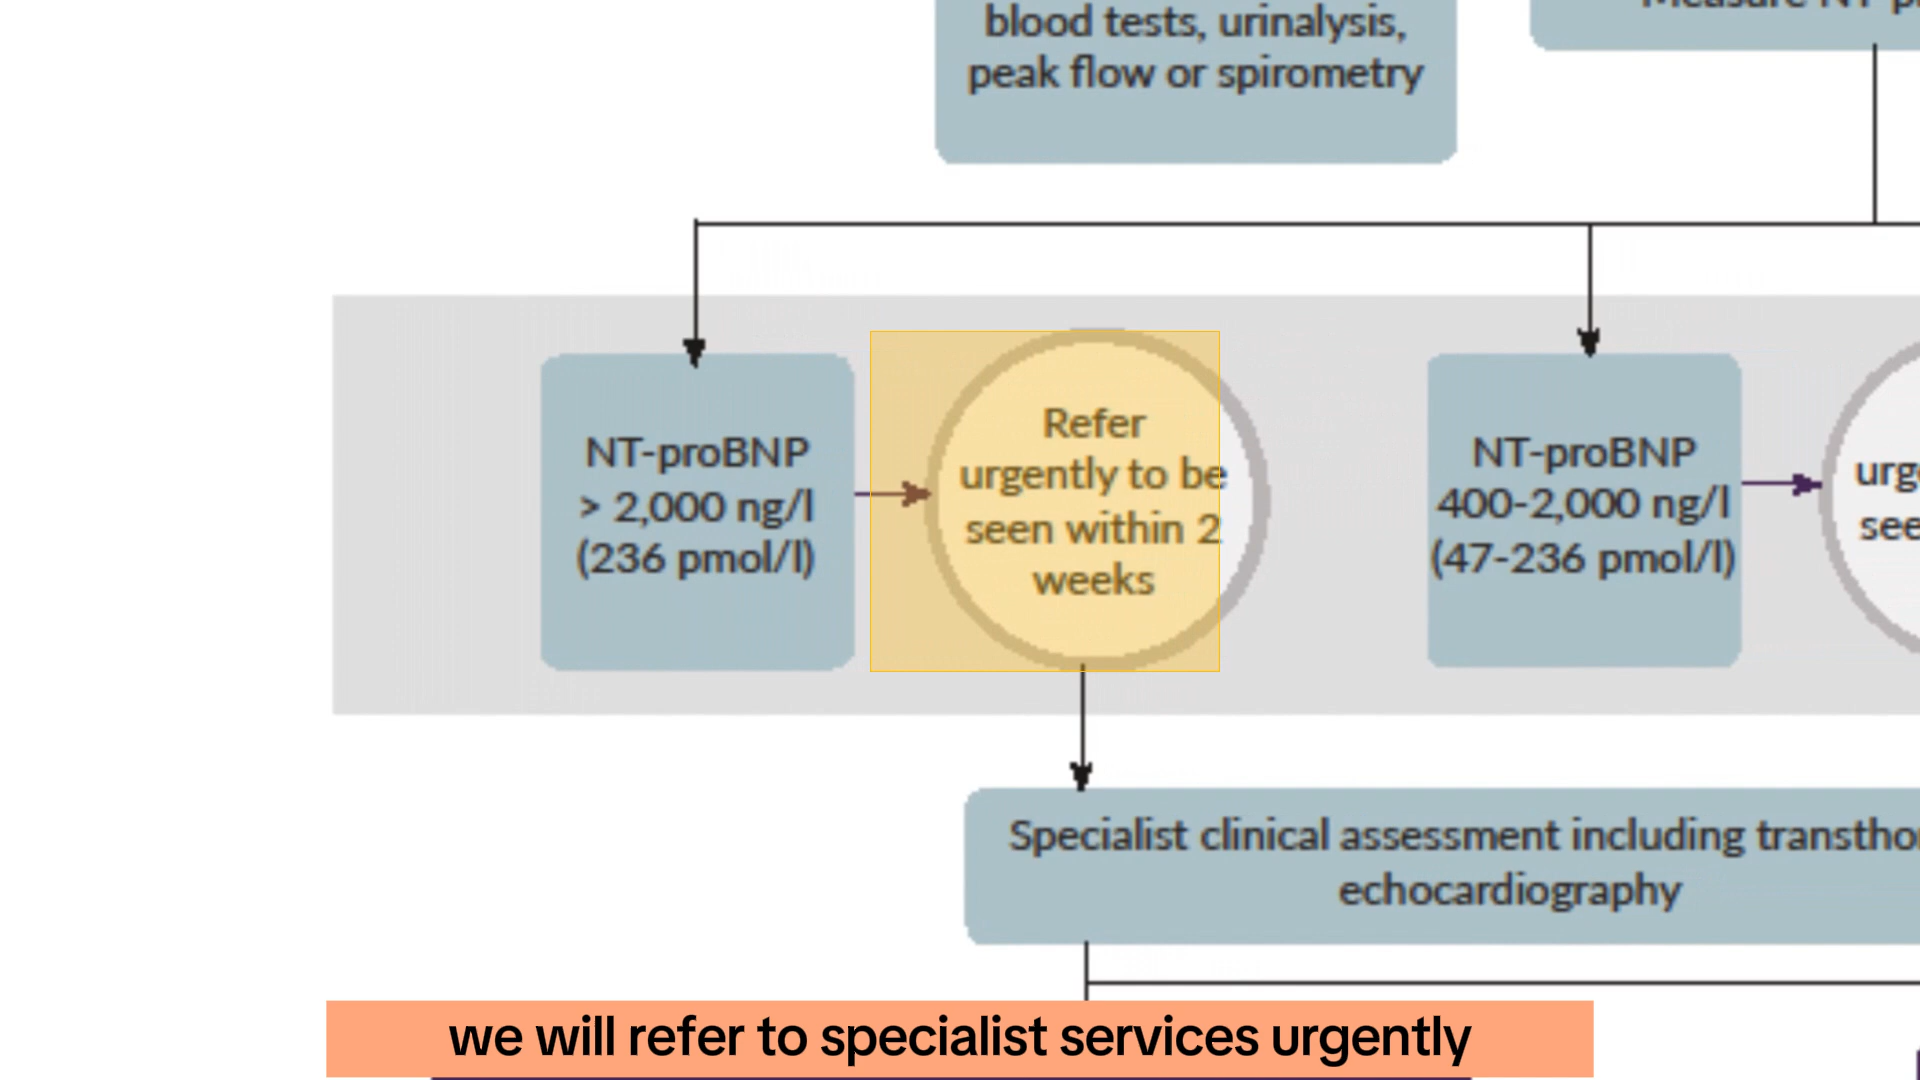 blood tests, urinalysis,
peak flow or spirometry
NT-proBNP
> 2,000 ng/l
(236 pmol/l)
Refer
urgently to be
seen within 2
weeks
NT-proBNP
400-2,000 ng/l
(47-236 pmol/l)
Specialist clinical assessment including
echocardiography
we will refer to specialist services urgently